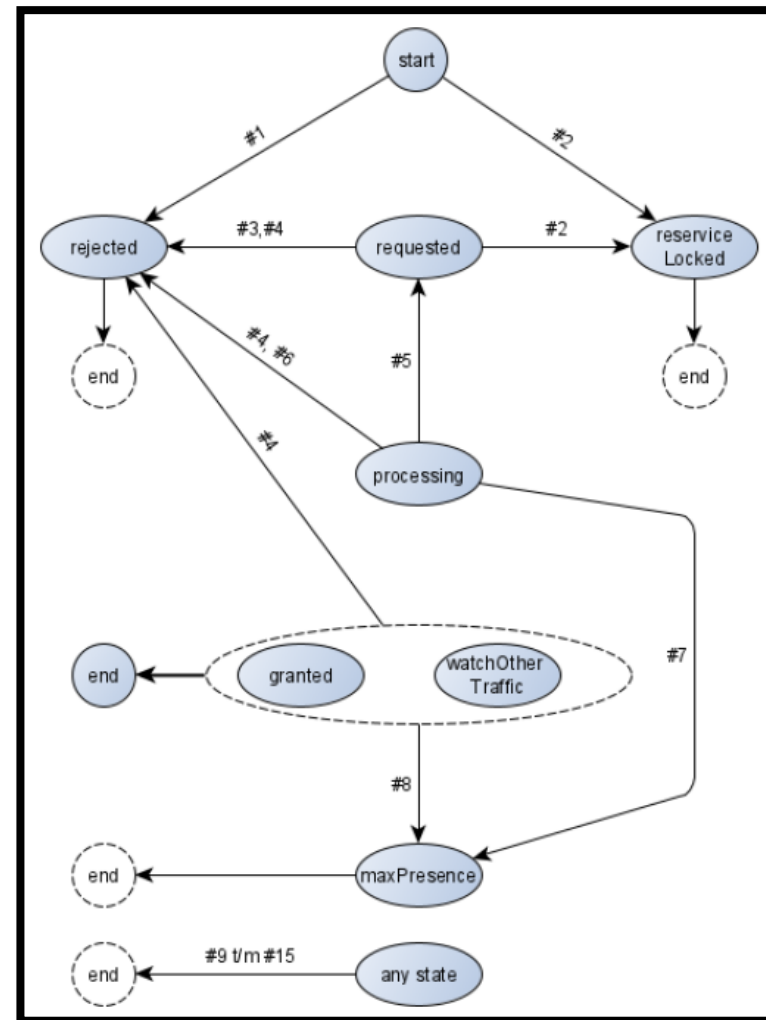 start
#1
#2
rejected
#3,#4
requested
#2
reservice
Locked
end
#4, #6
#5
end
#4
processing
end
granted
watchOther
Traffic
#7
#8
end
maxPresence
end
#9 t/m #15
any state